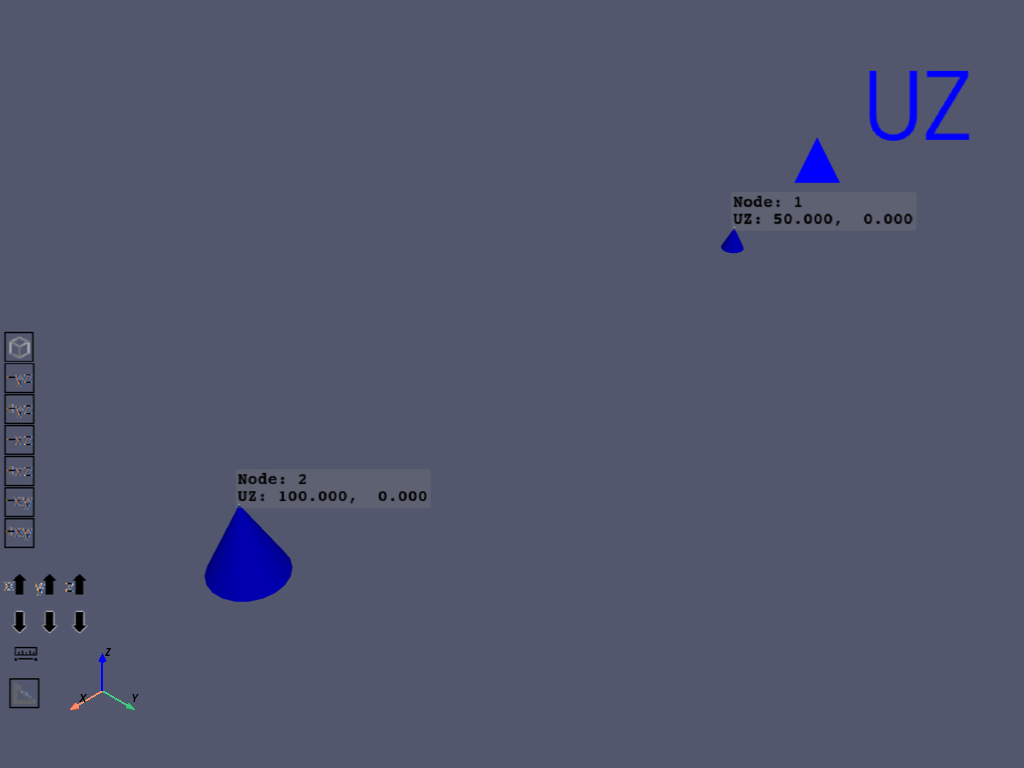 UZ
Node: 1
UZ: 50.000,  0.000
-yz
+yz
-xz
+xz
-xy
+xy
Node: 2
UZ: 100.000,  0.000
x y z
Z
X
Y